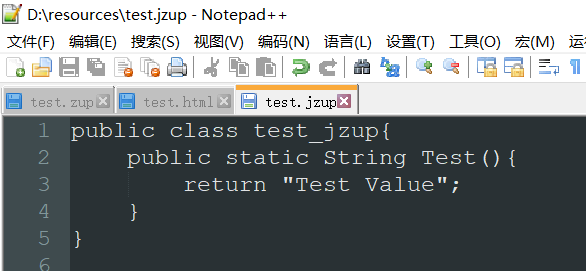 D:\resources\test.jzup - Notepad++
文件(F) 编辑(E) 搜索(S) 视图(V) 编码(N) 语言(L) 设置(T) 工具(O) 宏(M) 运
test.zup test.html test.jzup
1 public class test_jzup{
2 public static String Test(){
3 return "Test Value";
4 }
5 }
6